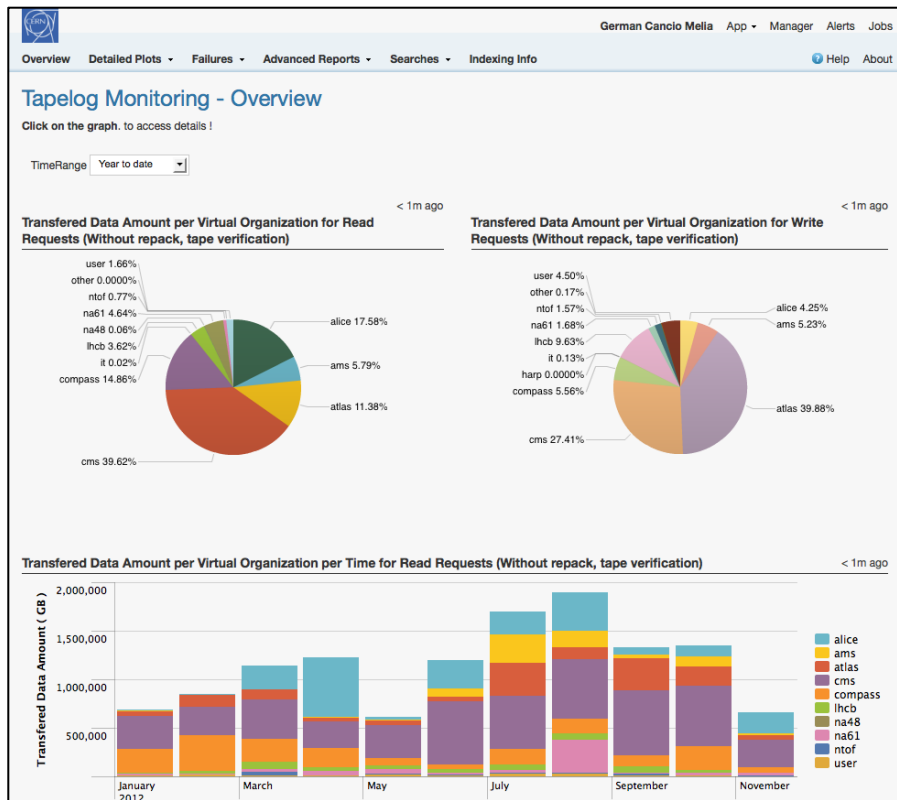 CERN
German Cancio Melia App Manager Alerts Jobs
Overview Detailed Plots Failures Advanced Reports Searches Indexing Info Help About
Tapelog Monitoring - Overview
Click on the graph. to access details !
TimeRange Year to date
< 1m ago
Transfered Data Amount per Virtual Organization for Read
Requests (Without repack, tape verification)
user 1.66%
other 0.0000%
ntof 0.77%
na61 4.64%
na48 0.06%
lhcb 3.62%
it 0.02%
compass 14.86%
cms 39.62%
alice 17.58%
ams 5.79%
atlas 11.38%
< 1m ago
Transfered Data Amount per Virtual Organization for Write
Requests (Without repack, tape verification)
user 4.50%
other 0.17%
ntof 1.57%
na61 1.68%
lhcb 9.63%
it 0.13%
harp 0.0000%
compass 5.56%
cms 27.41%
alice 4.25%
ams 5.23%
atlas 39.88%
Transfered Data Amount per Virtual Organization per Time for Read Requests (Without repack, tape verification) < 1m ago
Transfered Data Amount ( GB )
2,000,000
1,500,000
1,000,000
500,000
January
2012
March
May
July
September
November
alice
ams
atlas
cms
compass
lhcb
na48
na61
ntof
user